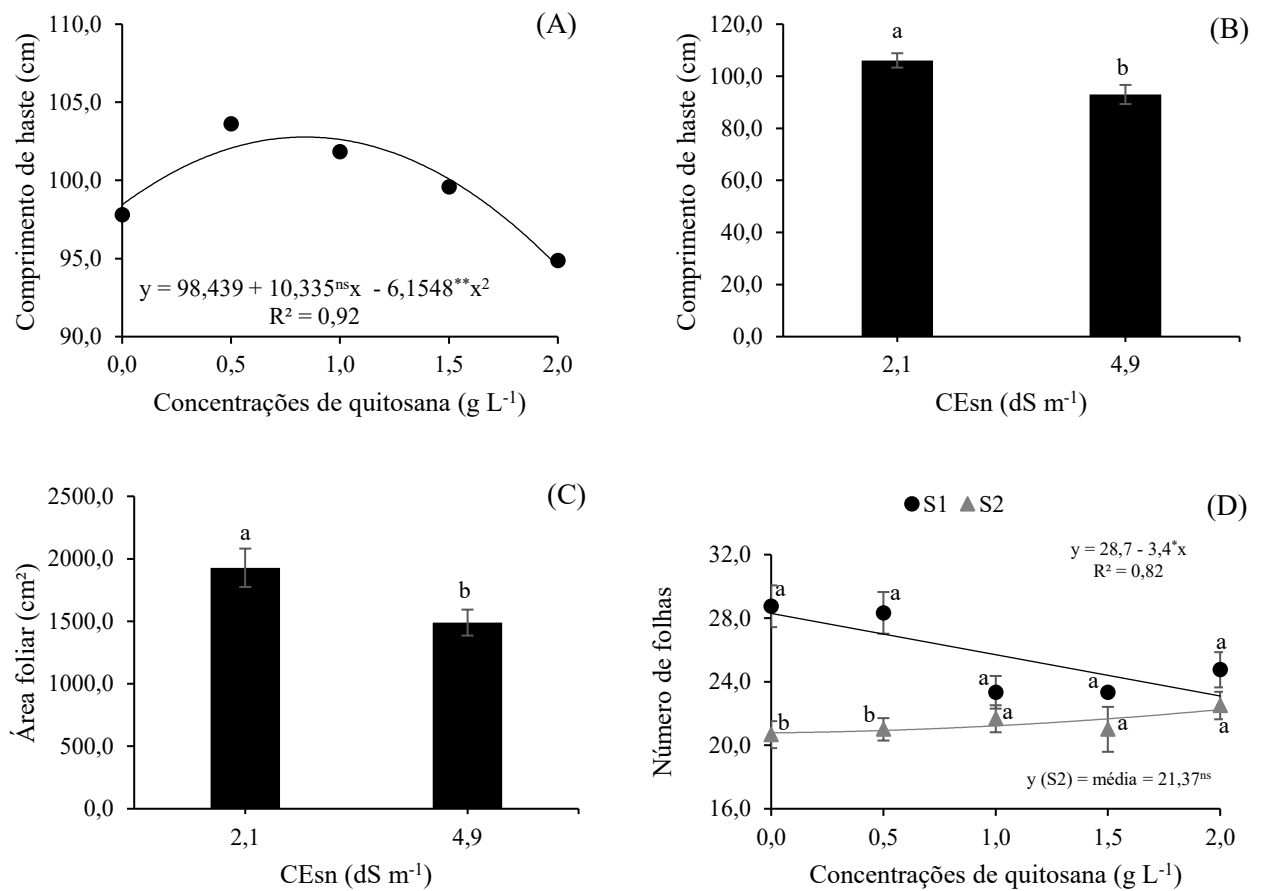 (A)
Comprimento de haste (cm)
110,0
105,0
100,0
95,0
90,0
y = 98,439 + 10,335ⁿˢx - 6,1548**x²
R² = 0,92
0,0 0,5 1,0 1,5 2,0
Concentrações de quitosana (g L⁻¹)
(B)
Comprimento de haste (cm)
120,0
100,0
80,0
60,0
40,0
20,0
0,0
a
b
2,1 4,9
CEsn (dS m⁻¹)
(C)
Área foliar (cm²)
2500,0
2000,0
1500,0
1000,0
500,0
0,0
a
b
2,1 4,9
CEsn (dS m⁻¹)
S1 S2
(D)
Número de folhas
32,0
28,0
24,0
20,0
16,0
y = 28,7 - 3,4*x
R² = 0,82
a a a a a
b b a a a
y (S2) = média = 21,37ⁿˢ
0,0 0,5 1,0 1,5 2,0
Concentrações de quitosana (g L⁻¹)